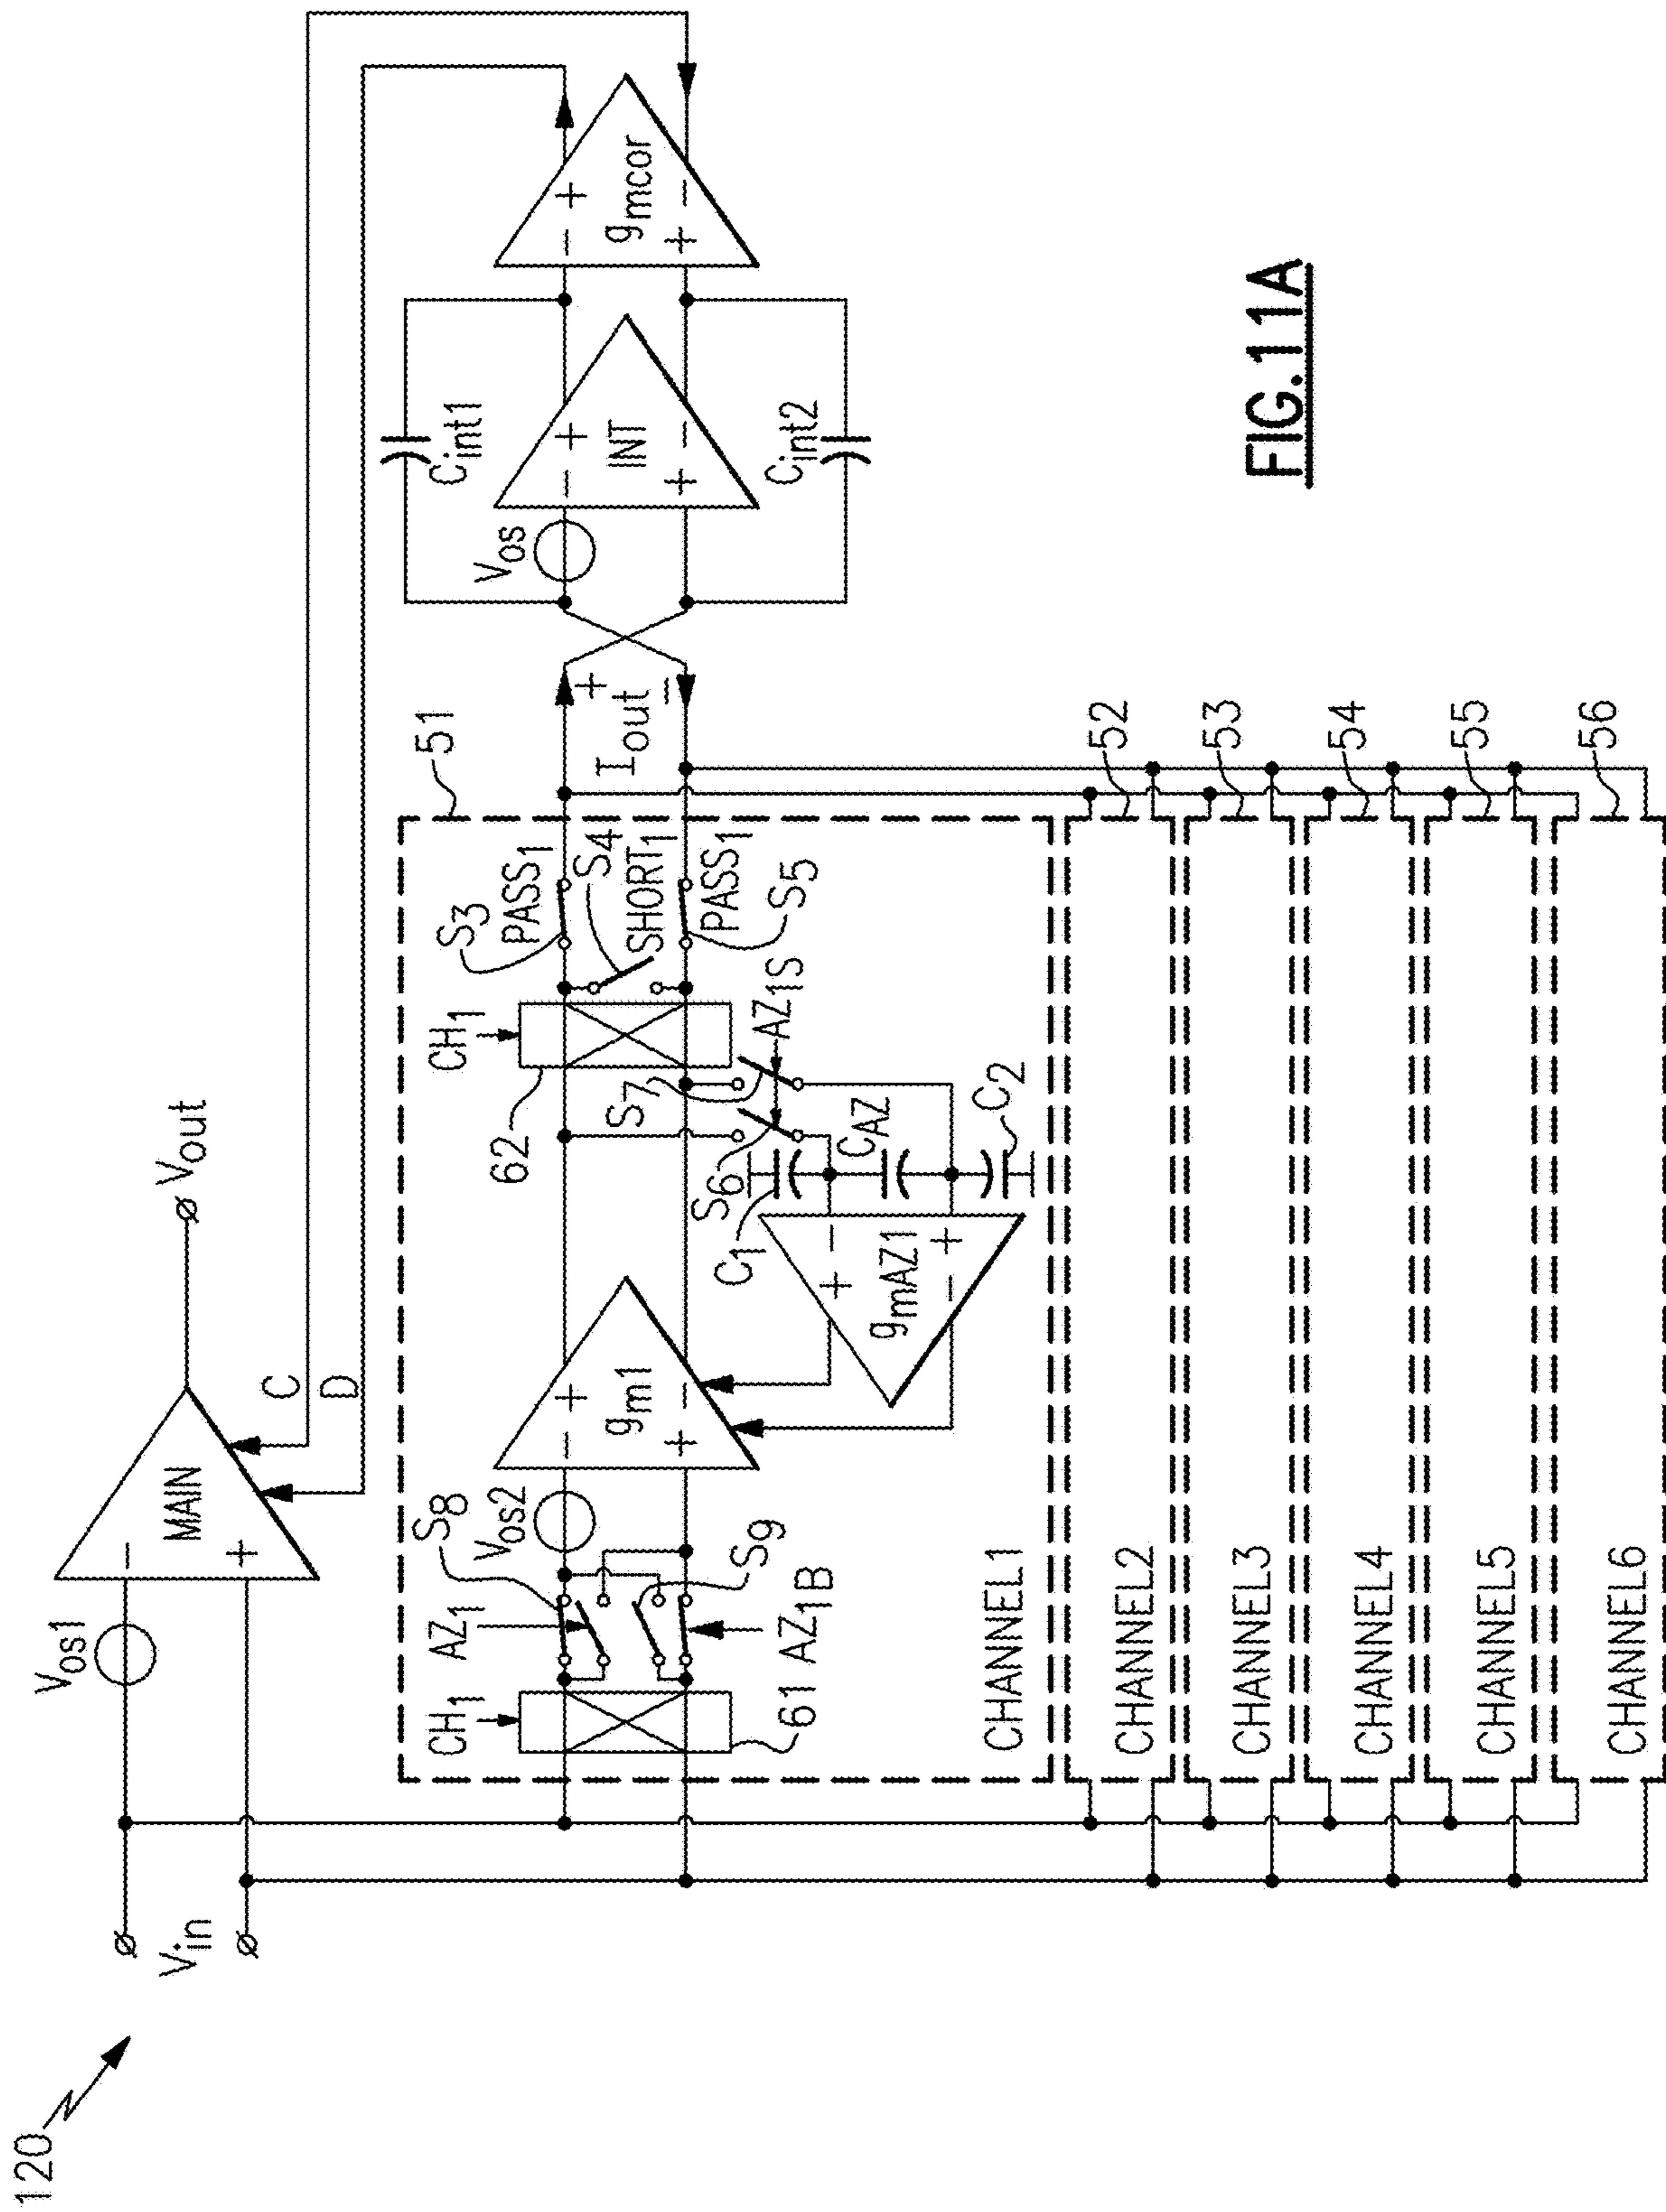 120
Vin
Vos1
MAIN
Vout
C
D
- +
CH1
61
AZ1
AZ1B
S8
S9
Vos2
gm1
- +
+ -
gmAZ1
+ -
- +
C1
CAZ
C2
S6
S7
AZ1S
CH1
62
S3
PASS1
S4
SHORT1
PASS1
S5
51
Iout
+
-
Vos
INT
- +
+ -
Cint1
Cint2
gmcor
- +
+ -
CHANNEL1
CHANNEL2
52
CHANNEL3
53
CHANNEL4
54
CHANNEL5
55
CHANNEL6
56
FIG.11A